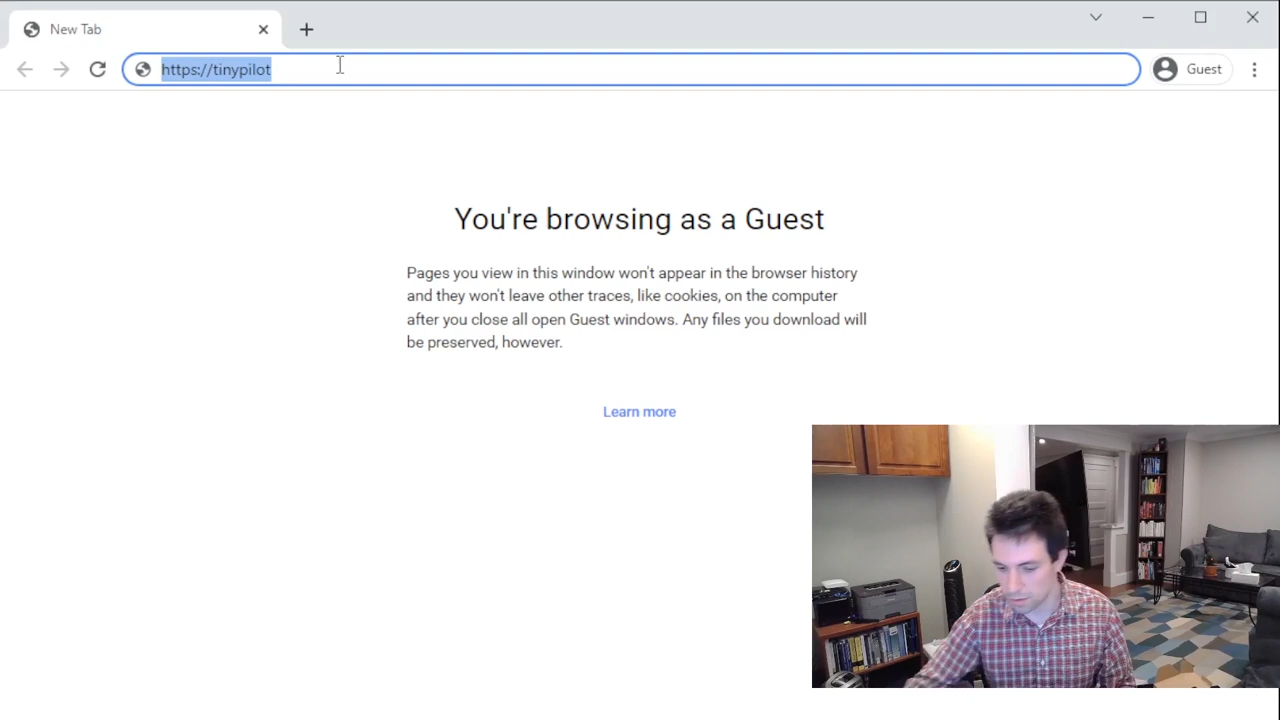 New Tab
https://tinypilot
Guest
You're browsing as a Guest
Pages you view in this window won't appear in the browser history
and they won't leave other traces, like cookies, on the computer
after you close all open Guest windows. Any files you download will
be preserved, however.
Learn more